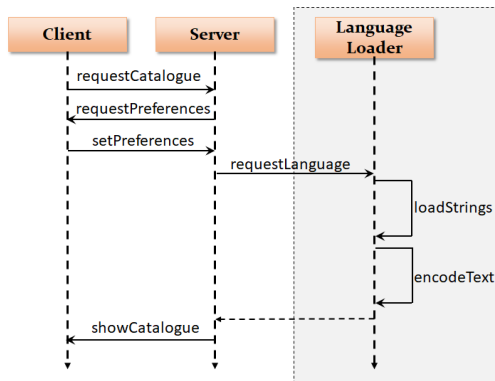 Client
Server
Language
Loader
requestCatalogue
requestPreferences
setPreferences
requestLanguage
loadStrings
encodeText
showCatalogue